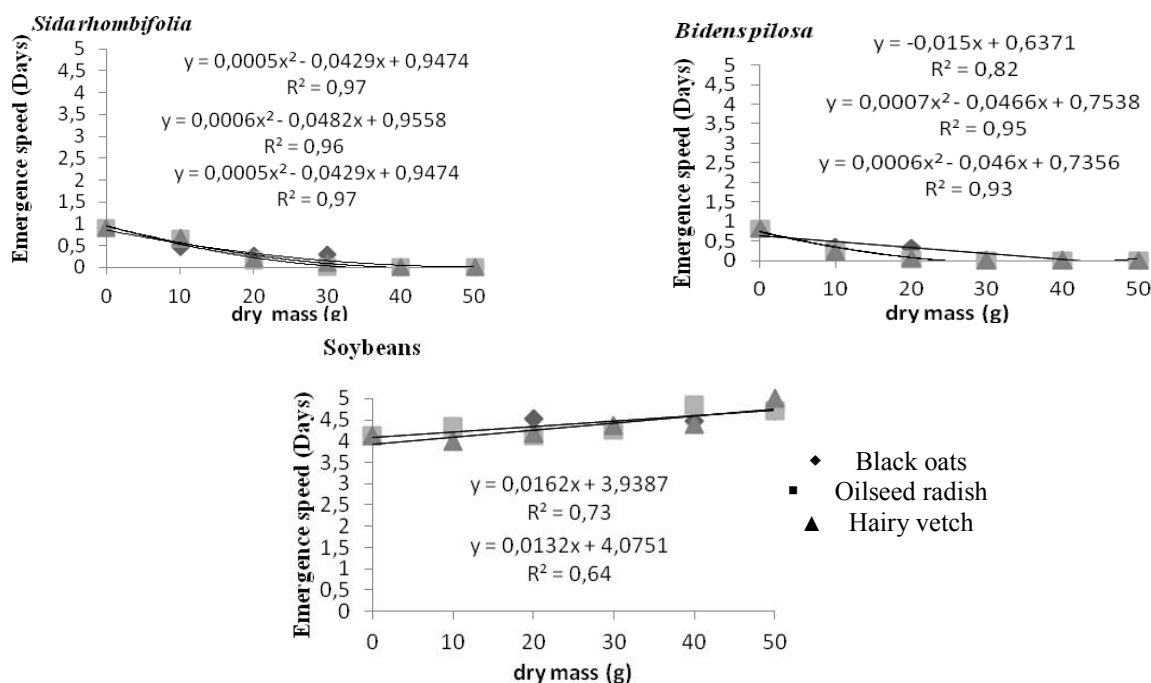 Sida rhombifolia
Emergence speed (Days)
5
4,5
4
3,5
3
2,5
2
1,5
1
0,5
0
y = 0,0005x² - 0,0429x + 0,9474
R² = 0,97
y = 0,0006x² - 0,0482x + 0,9558
R² = 0,96
y = 0,0005x² - 0,0429x + 0,9474
R² = 0,97
0 10 20 30 40 50
dry mass (g)
Bidens pilosa
Emergence speed (Days)
5
4,5
4
3,5
3
2,5
2
1,5
1
0,5
0
y = -0,015x + 0,6371
R² = 0,82
y = 0,0007x² - 0,0466x + 0,7538
R² = 0,95
y = 0,0006x² - 0,046x + 0,7356
R² = 0,93
0 10 20 30 40 50
dry mass (g)
Soybeans
Emergence speed (Days)
5
4,5
4
3,5
3
2,5
2
1,5
1
0,5
0
y = 0,0162x + 3,9387
R² = 0,73
y = 0,0132x + 4,0751
R² = 0,64
0 10 20 30 40 50
dry mass (g)
Black oats
Oilseed radish
Hairy vetch